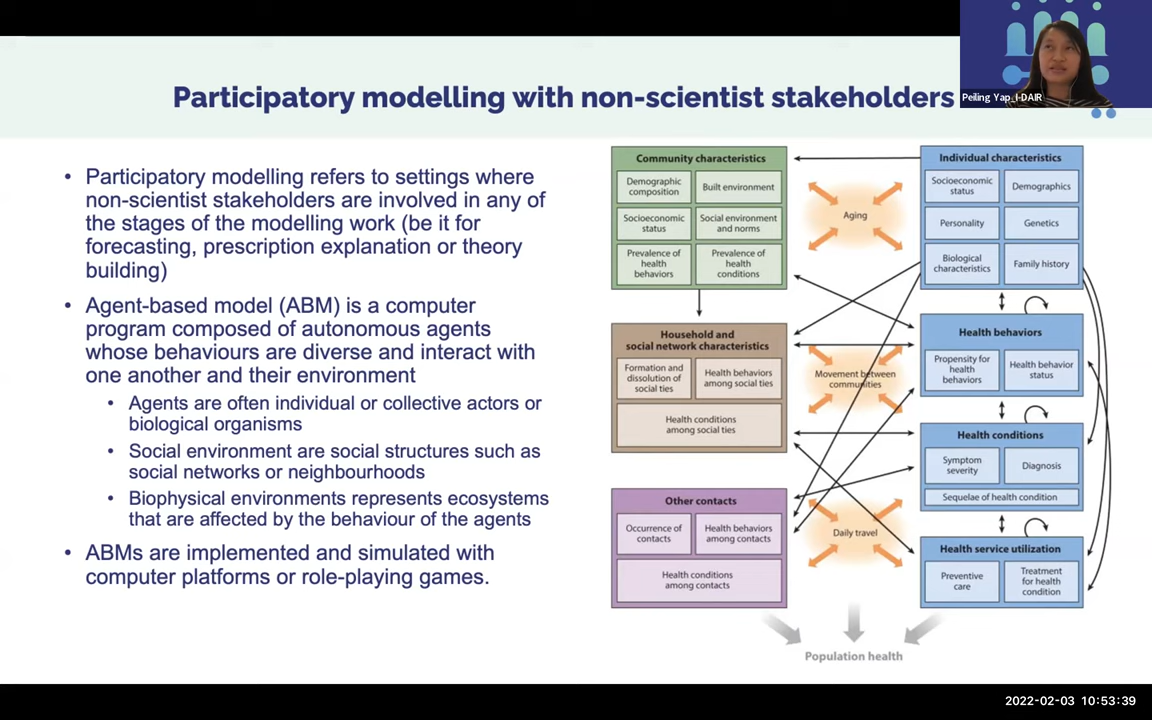 Participatory modelling with non-scientist stakeholders
Peiling Yap_I-DAIR
• Participatory modelling refers to settings where
non-scientist stakeholders are involved in any of
the stages of the modelling work (be it for
forecasting, prescription explanation or theory
building)
• Agent-based model (ABM) is a computer
program composed of autonomous agents
whose behaviours are diverse and interact with
one another and their environment
• Agents are often individual or collective actors or
biological organisms
• Social environment are social structures such as
social networks or neighbourhoods
• Biophysical environments represents ecosystems
that are affected by the behaviour of the agents
• ABMs are implemented and simulated with
computer platforms or role-playing games.
Community characteristics
Demographic
composition
Built environment
Socioeconomic
status
Social environment
and norms
Prevalence of
health
behaviors
Prevalence of
health
conditions
Household and
social network characteristics
Formation and
dissolution of
social ties
Health behaviors
among social ties
Health conditions
among social ties
Other contacts
Occurrence of
contacts
Health behaviors
among contacts
Health conditions
among contacts
Aging
Movement between
communities
Daily travel
Individual characteristics
Socioeconomic
status
Demographics
Personality
Genetics
Biological
characteristics
Family history
Health behaviors
Propensity for
health
behaviors
Health behavior
status
Health conditions
Symptom
severity
Diagnosis
Sequelae of health condition
Health service utilization
Preventive
care
Treatment
for health
condition
Population health
2022-02-03 10:53:39